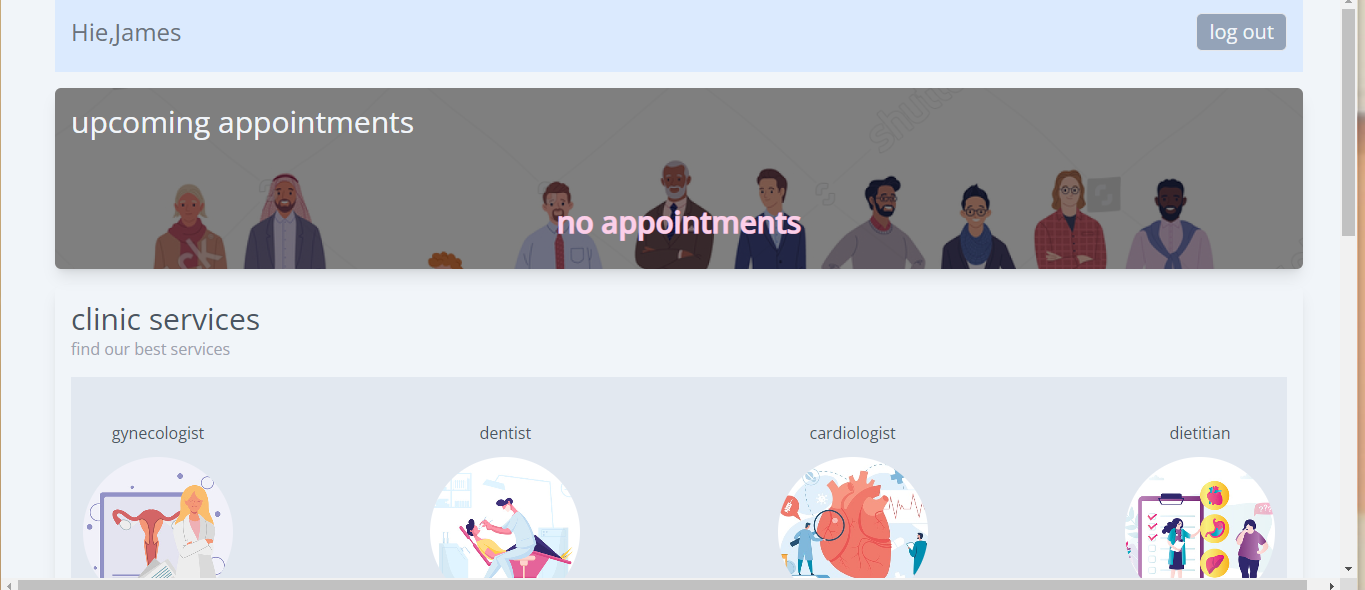 Hie,James
log out
upcoming appointments
no appointments
clinic services
find our best services
gynecologist
dentist
cardiologist
dietitian